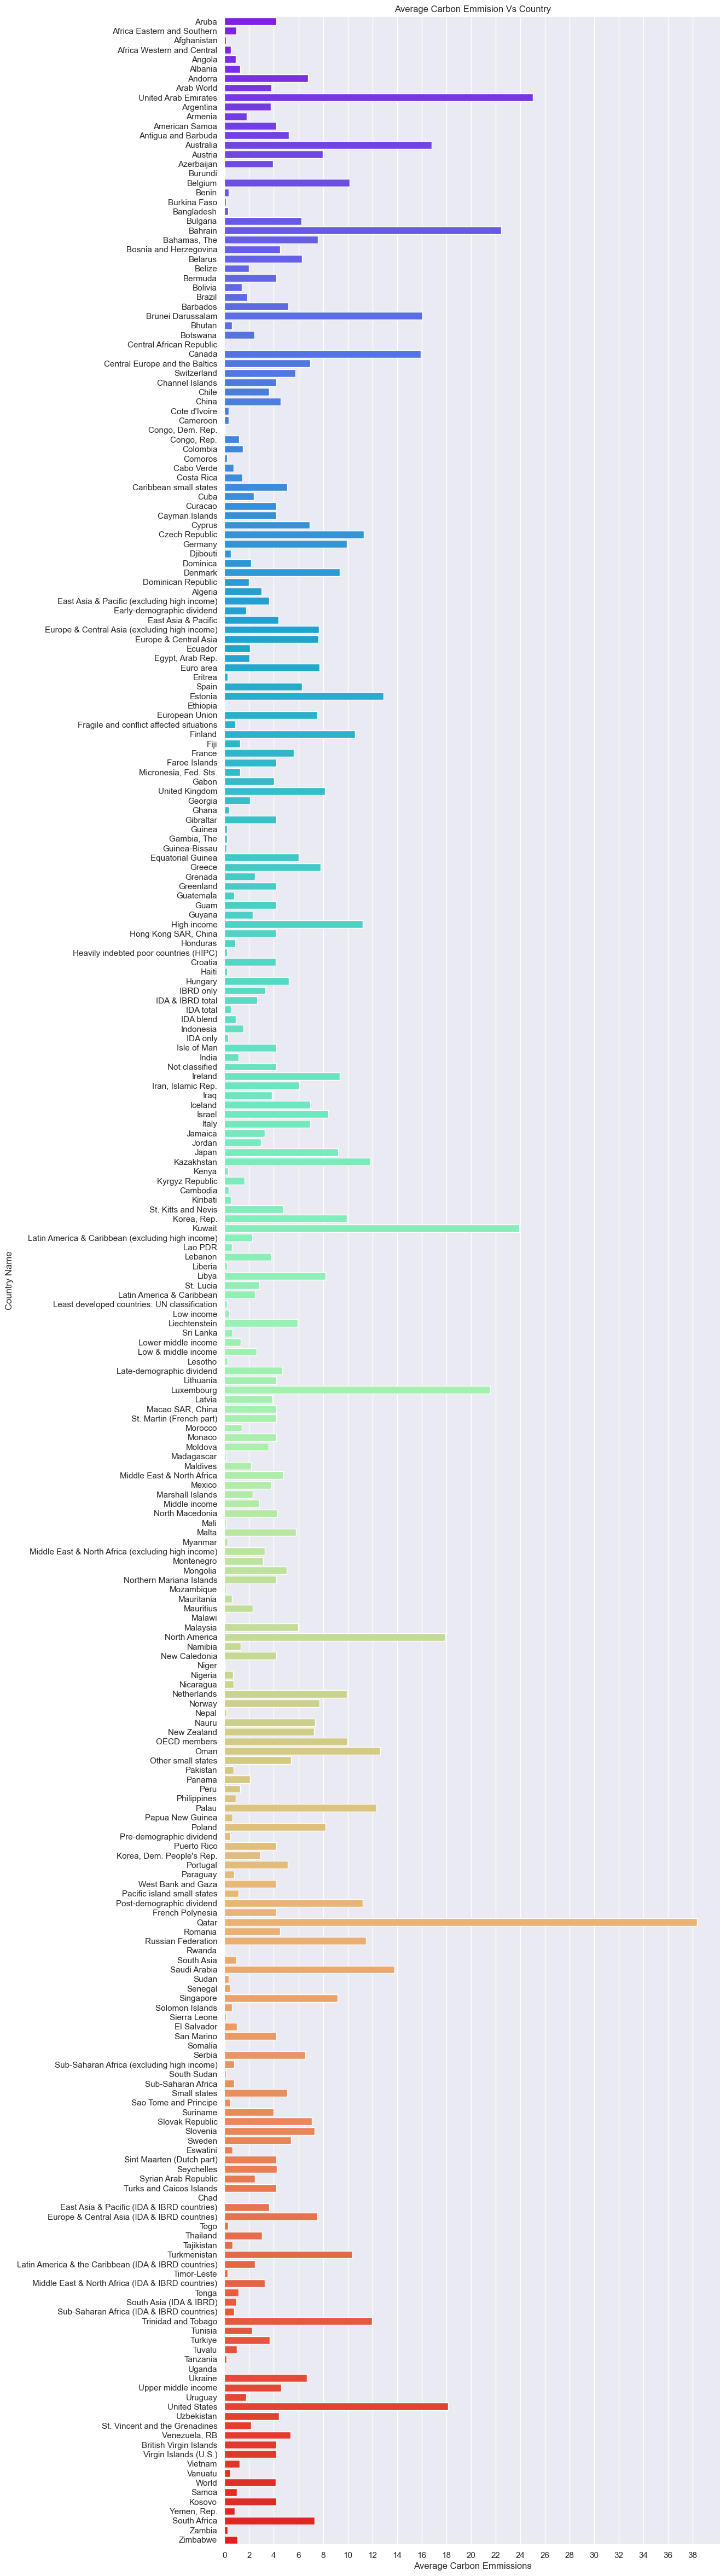 Average Carbon Emmision Vs Country
Aruba
Africa Eastern and Southern
Afghanistan
Africa Western and Central
Angola
Albania
Andorra
Arab World
United Arab Emirates
Argentina
Armenia
American Samoa
Antigua and Barbuda
Australia
Austria
Azerbaijan
Burundi
Belgium
Benin
Burkina Faso
Bangladesh
Bulgaria
Bahrain
Bahamas, The
Bosnia and Herzegovina
Belarus
Belize
Bermuda
Bolivia
Brazil
Barbados
Brunei Darussalam
Bhutan
Botswana
Central African Republic
Canada
Central Europe and the Baltics
Switzerland
Channel Islands
Chile
China
Cote d'Ivoire
Cameroon
Congo, Dem. Rep.
Congo, Rep.
Colombia
Comoros
Cabo Verde
Costa Rica
Caribbean small states
Cuba
Curacao
Cayman Islands
Cyprus
Czech Republic
Germany
Djibouti
Dominica
Denmark
Dominican Republic
Algeria
East Asia & Pacific (excluding high income)
Early-demographic dividend
East Asia & Pacific
Europe & Central Asia (excluding high income)
Europe & Central Asia
Ecuador
Egypt, Arab Rep.
Euro area
Eritrea
Spain
Estonia
Ethiopia
European Union
Fragile and conflict affected situations
Finland
Fiji
France
Faroe Islands
Micronesia, Fed. Sts.
Gabon
United Kingdom
Georgia
Ghana
Gibraltar
Guinea
Gambia, The
Guinea-Bissau
Equatorial Guinea
Greece
Grenada
Greenland
Guatemala
Guam
Guyana
High income
Hong Kong SAR, China
Honduras
Heavily indebted poor countries (HIPC)
Croatia
Haiti
Hungary
IBRD only
IDA & IBRD total
IDA total
IDA blend
Indonesia
IDA only
Isle of Man
India
Not classified
Ireland
Iran, Islamic Rep.
Iraq
Iceland
Israel
Italy
Jamaica
Jordan
Japan
Kazakhstan
Kenya
Kyrgyz Republic
Cambodia
Kiribati
St. Kitts and Nevis
Korea, Rep.
Kuwait
Latin America & Caribbean (excluding high income)
Lao PDR
Lebanon
Liberia
Libya
St. Lucia
Latin America & Caribbean
Least developed countries: UN classification
Low income
Liechtenstein
Sri Lanka
Lower middle income
Low & middle income
Lesotho
Late-demographic dividend
Lithuania
Luxembourg
Latvia
Macao SAR, China
St. Martin (French part)
Morocco
Monaco
Moldova
Madagascar
Maldives
Middle East & North Africa
Mexico
Marshall Islands
Middle income
North Macedonia
Mali
Malta
Myanmar
Middle East & North Africa (excluding high income)
Montenegro
Mongolia
Northern Mariana Islands
Mozambique
Mauritania
Mauritius
Malawi
Malaysia
North America
Namibia
New Caledonia
Niger
Nigeria
Nicaragua
Netherlands
Norway
Nepal
Nauru
New Zealand
OECD members
Oman
Other small states
Pakistan
Panama
Peru
Philippines
Palau
Papua New Guinea
Poland
Pre-demographic dividend
Puerto Rico
Korea, Dem. People's Rep.
Portugal
Paraguay
West Bank and Gaza
Pacific island small states
Post-demographic dividend
French Polynesia
Qatar
Romania
Russian Federation
Rwanda
South Asia
Saudi Arabia
Sudan
Senegal
Singapore
Solomon Islands
Sierra Leone
El Salvador
San Marino
Somalia
Serbia
Sub-Saharan Africa (excluding high income)
South Sudan
Sub-Saharan Africa
Small states
Sao Tome and Principe
Suriname
Slovak Republic
Slovenia
Sweden
Eswatini
Sint Maarten (Dutch part)
Seychelles
Syrian Arab Republic
Turks and Caicos Islands
Chad
East Asia & Pacific (IDA & IBRD countries)
Europe & Central Asia (IDA & IBRD countries)
Togo
Thailand
Tajikistan
Turkmenistan
Latin America & the Caribbean (IDA & IBRD countries)
Timor-Leste
Middle East & North Africa (IDA & IBRD countries)
Tonga
South Asia (IDA & IBRD)
Sub-Saharan Africa (IDA & IBRD countries)
Trinidad and Tobago
Tunisia
Turkiye
Tuvalu
Tanzania
Uganda
Ukraine
Upper middle income
Uruguay
United States
Uzbekistan
St. Vincent and the Grenadines
Venezuela, RB
British Virgin Islands
Virgin Islands (U.S.)
Vietnam
Vanuatu
World
Samoa
Kosovo
Yemen, Rep.
South Africa
Zambia
Zimbabwe
Country Name
0 2 4 6 8 10 12 14 16 18 20 22 24 26 28 30 32 34 36 38
Average Carbon Emmissions